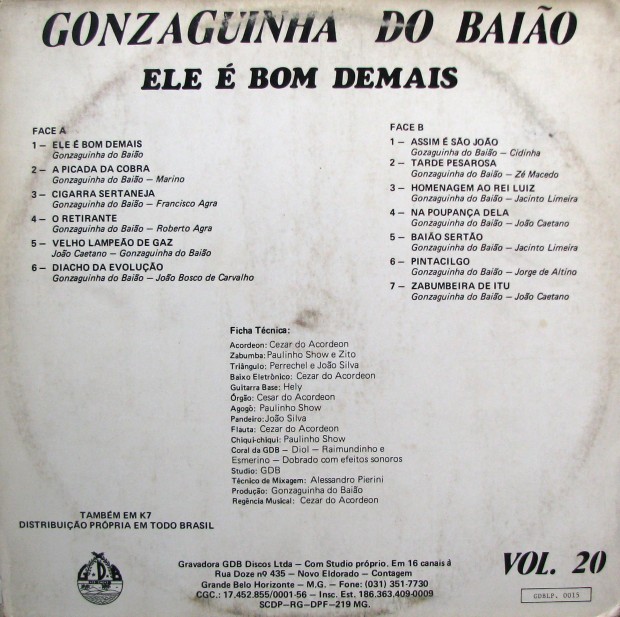 GONZAGUINHA DO BAIÃO
ELE É BOM DEMAIS
FACE A
1 – ELE É BOM DEMAIS
Gonzaguinha do Baião
2 – A PICADA DA COBRA
Gonzaguinha do Baião – Marino
3 – CIGARRA SERTANEJA
Gonzaguinha do Baião – Francisco Agra
4 – O RETIRANTE
Gonzaguinha do Baião – Roberto Agra
5 – VELHO LAMPEÃO DE GAZ
João Caetano – Gonzaguinha do Baião
6 – DIACHO DA EVOLUÇÃO
Gonzaguinha do Baião – João Bosco de Carvalho
FACE B
1 – ASSIM É SÃO JOÃO
Gozaguinha do Baião – Cidinha
2 – TARDE PESAROSA
Gonzaguinha do Baião – Zé Macedo
3 – HOMENAGEM AO REI LUIZ
Gonzaguinha do Baião – Jacinto Limeira
4 – NA POUPANÇA DELA
Gonzaguinha do Baião – João Caetano
5 – BAIÃO SERTÃO
Gonzaguinha do Baião – Jacinto Limeira
6 – PINTACILGO
Gonzaguinha do Baião – Jorge de Altino
7 – ZABUMBEIRA DE ITU
Gonzaguinha do Baião – João Caetano
Ficha Técnica:
Acordeon: Cezar do Acordeon
Zabumba: Paulinho Show e Zito
Triângulo: Perrechel e João Silva
Baixo Eletrônico: Cezar do Acordeon
Guitarra Base: Hely
Órgão: Cesar do Acordeon
Agogô: Paulinho Show
Pandeiro: João Silva
Flauta: Cezar do Acordeon
Chiqui-chiqui: Paulinho Show
Coral da GDB – Diol – Raimundinho e
Esmerino – Dobrado com efeitos sonoros
Studio: GDB
Técnico de Mixagem: Alessandro Pierini
Produção: Gonzaguinha do Baião
Regência Musical: Cezar do Acordeon
TAMBÉM EM K7
DISTRIBUIÇÃO PRÓPRIA EM TODO BRASIL
Gravadora GDB Discos Ltda – Com Studio próprio. Em 16 canais à
Rua Doze nº 435 – Novo Eldorado – Contagem
Grande Belo Horizonte – M.G. – Fone: (031) 351-7730
CGC.: 17.452.855/0001-56 – Insc. Est. 186.363.409-0009
SCDP-RG-DPF-219 MG.
VOL. 20
GDBLP. 0015